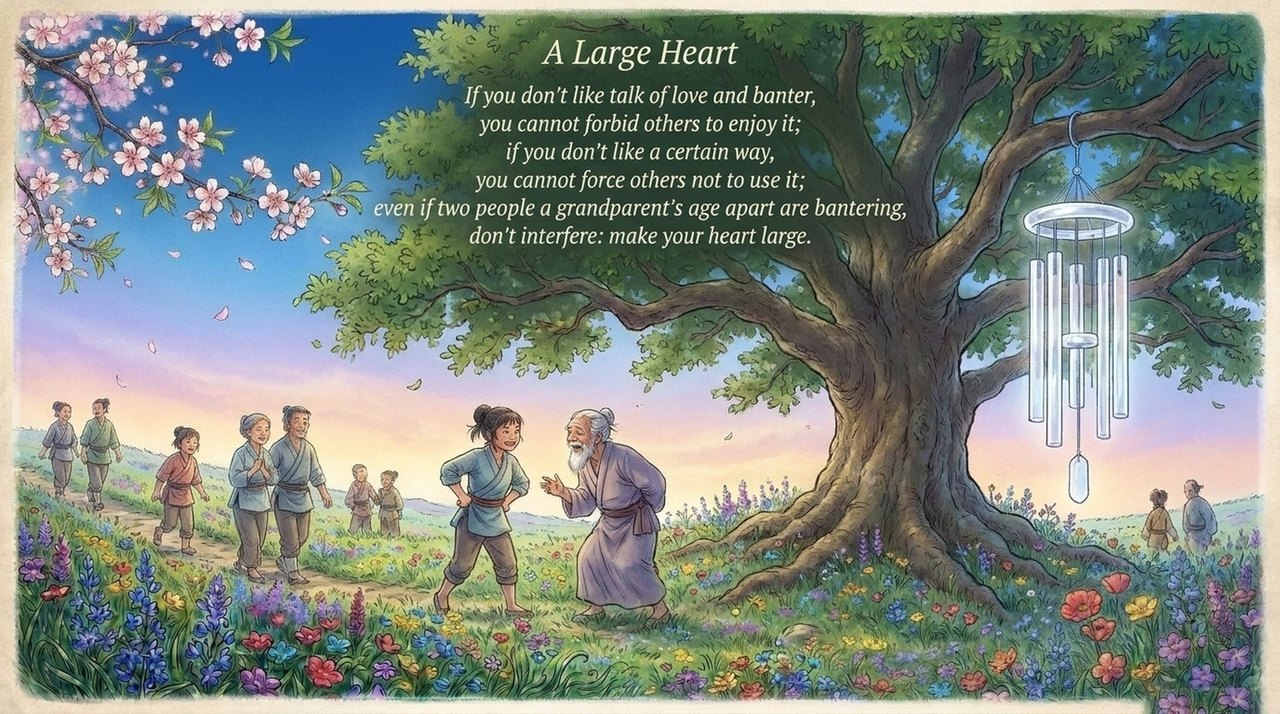 A Large Heart
If you don't like talk of love and banter,
you cannot forbid others to enjoy it;
if you don't like a certain way,
you cannot force others not to use it;
even if two people a grandparent's age apart are bantering,
don't interfere: make your heart large.